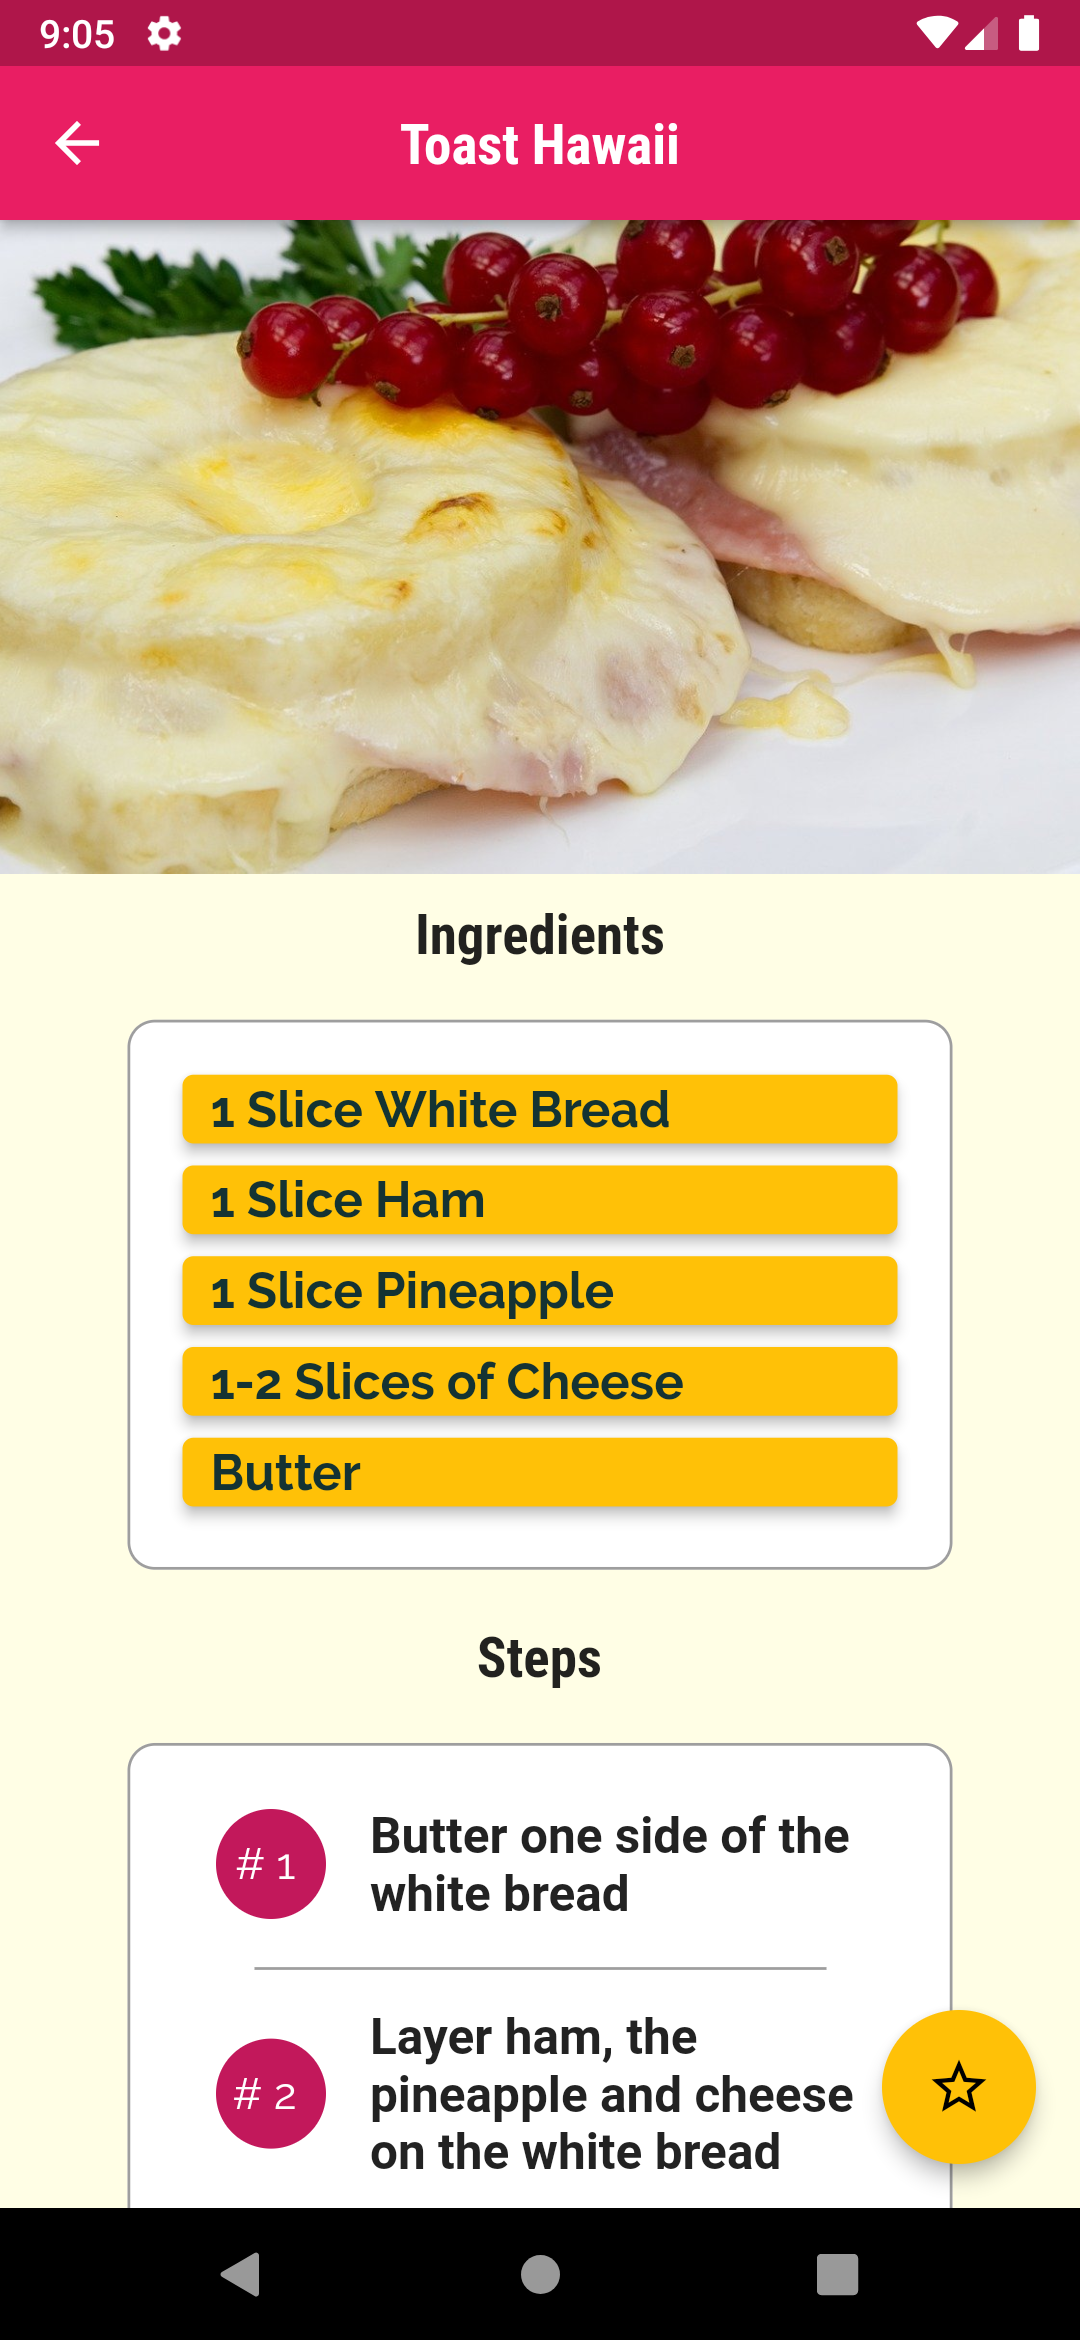 9:05
Toast Hawaii
Ingredients
1 Slice White Bread
1 Slice Ham
1 Slice Pineapple
1-2 Slices of Cheese
Butter
Steps
# 1
Butter one side of the
white bread
# 2
Layer ham, the
pineapple and cheese
on the white bread